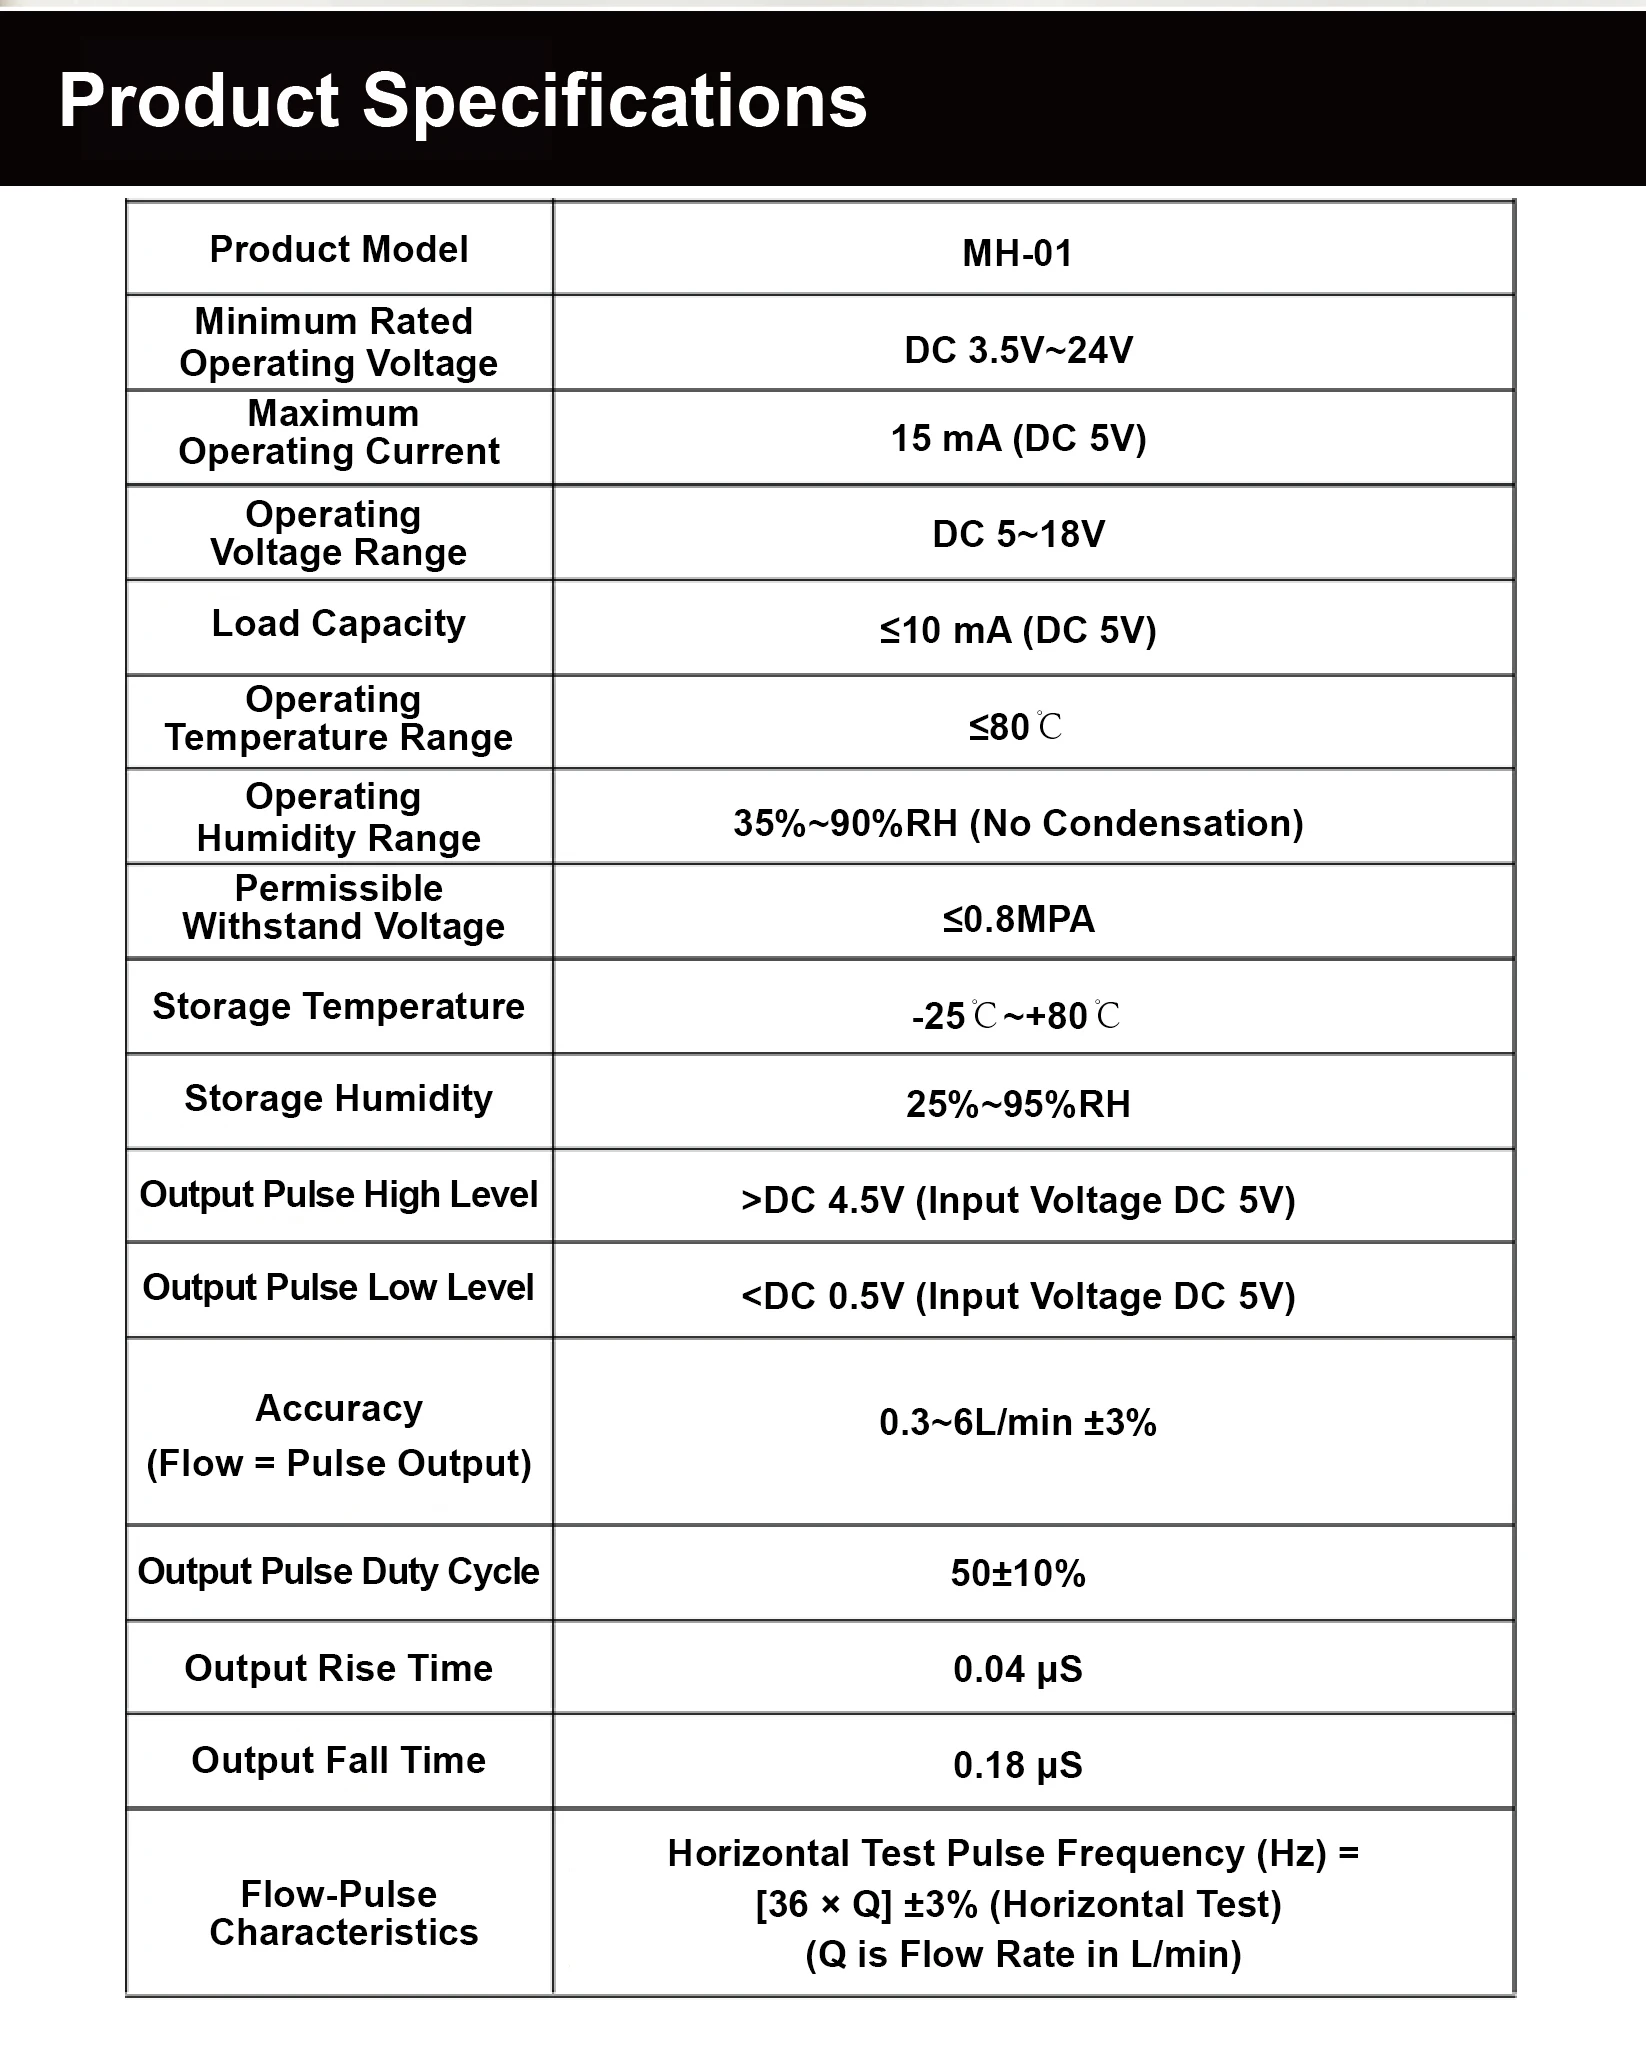 Product Specifications
Product Model
MH-01
Minimum Rated
Operating Voltage
DC 3.5V~24V
Maximum
Operating Current
15 mA (DC 5V)
Operating
Voltage Range
DC 5~18V
Load Capacity
≤10 mA (DC 5V)
Operating
Temperature Range
≤80℃
Operating
Humidity Range
35%~90%RH (No Condensation)
Permissible
Withstand Voltage
≤0.8MPA
Storage Temperature
-25℃~+80℃
Storage Humidity
25%~95%RH
Output Pulse High Level
>DC 4.5V (Input Voltage DC 5V)
Output Pulse Low Level
<DC 0.5V (Input Voltage DC 5V)
Accuracy
(Flow = Pulse Output)
0.3~6L/min ±3%
Output Pulse Duty Cycle
50±10%
Output Rise Time
0.04 μS
Output Fall Time
0.18 μS
Flow-Pulse
Characteristics
Horizontal Test Pulse Frequency (Hz) =
[36 × Q] ±3% (Horizontal Test)
(Q is Flow Rate in L/min)